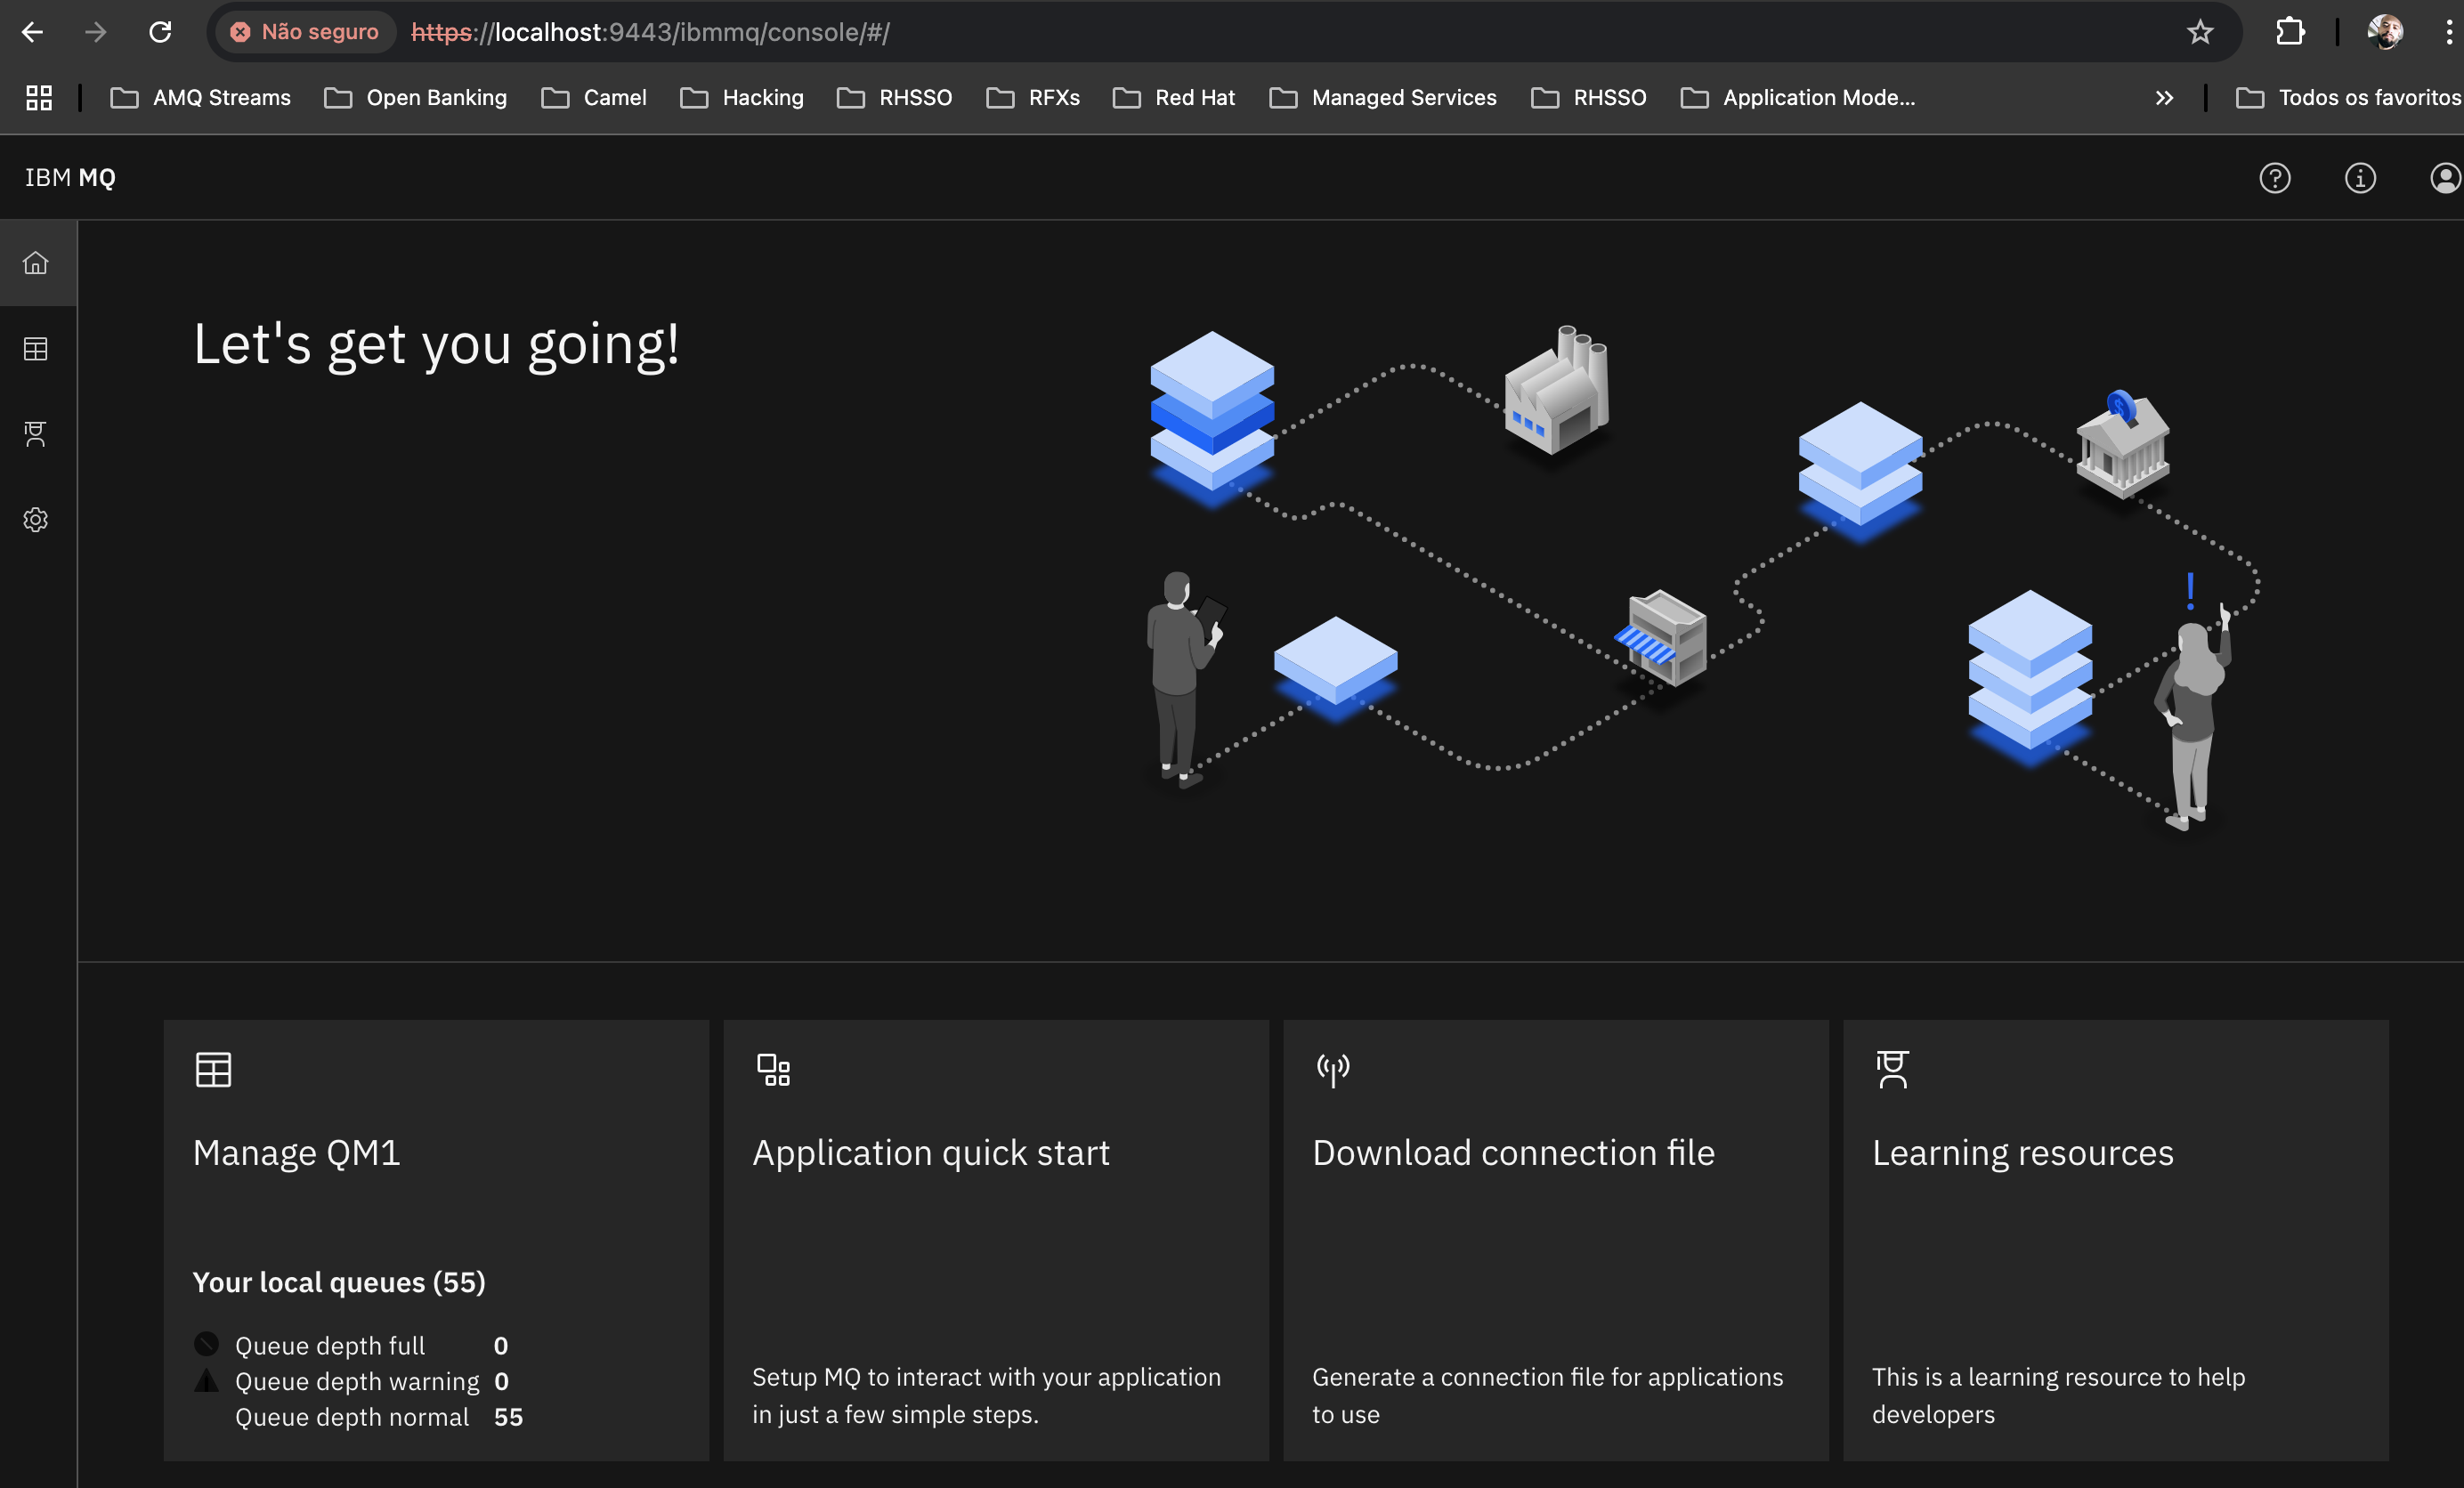 Não seguro https://localhost:9443/ibmmq/console/#/
AMQ Streams Open Banking Camel Hacking RHSSO RFXs Red Hat Managed Services RHSSO Application Mode... Todos os favoritos
IBM MQ
Let's get you going!
Manage QM1
Your local queues (55)
Queue depth full 0
Queue depth warning 0
Queue depth normal 55
Application quick start
Setup MQ to interact with your application
in just a few simple steps.
Download connection file
Generate a connection file for applications
to use
Learning resources
This is a learning resource to help
developers